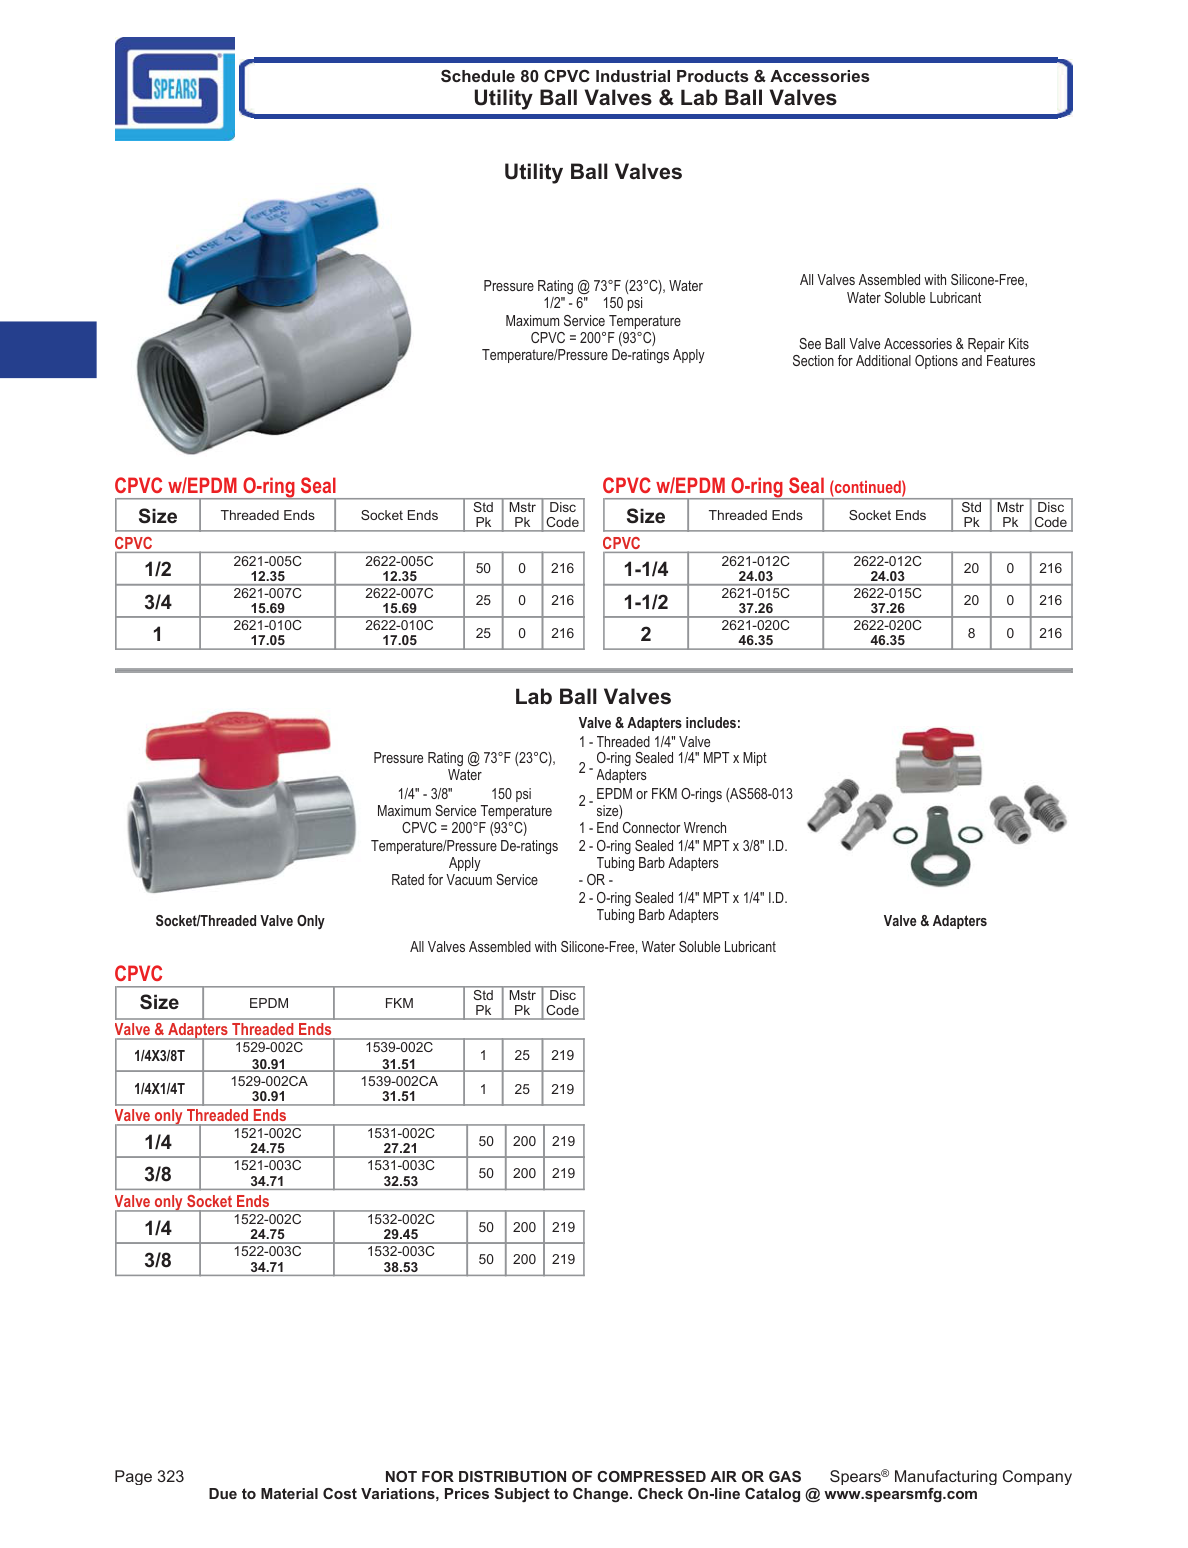 SPEARS
Schedule 80 CPVC Industrial Products & Accessories
Utility Ball Valves & Lab Ball Valves
Utility Ball Valves
CLOSE
SPEARS
OPEN
Pressure Rating @ 73°F (23°C), Water
1/2" - 6" 150 psi
Maximum Service Temperature
CPVC = 200°F (93°C)
Temperature/Pressure De-ratings Apply
All Valves Assembled with Silicone-Free,
Water Soluble Lubricant
See Ball Valve Accessories & Repair Kits
Section for Additional Options and Features
CPVC w/EPDM O-ring Seal
Size Threaded Ends Socket Ends Std Pk Mstr Pk Disc Code
CPVC
1/2 2621-005C 12.35 2622-005C 12.35 50 0 216
3/4 2621-007C 15.69 2622-007C 15.69 25 0 216
1 2621-010C 17.05 2622-010C 17.05 25 0 216
CPVC w/EPDM O-ring Seal (continued)
Size Threaded Ends Socket Ends Std Pk Mstr Pk Disc Code
CPVC
1-1/4 2621-012C 24.03 2622-012C 24.03 20 0 216
1-1/2 2621-015C 37.26 2622-015C 37.26 20 0 216
2 2621-020C 46.35 2622-020C 46.35 8 0 216
Lab Ball Valves
Pressure Rating @ 73°F (23°C),
Water
1/4" - 3/8" 150 psi
Maximum Service Temperature
CPVC = 200°F (93°C)
Temperature/Pressure De-ratings
Apply
Rated for Vacuum Service
Valve & Adapters includes:
1 - Threaded 1/4" Valve
2 - O-ring Sealed 1/4" MPT x Mipt
Adapters
2 - EPDM or FKM O-rings (AS568-013
size)
1 - End Connector Wrench
2 - O-ring Sealed 1/4" MPT x 3/8" I.D.
Tubing Barb Adapters
- OR -
2 - O-ring Sealed 1/4" MPT x 1/4" I.D.
Tubing Barb Adapters
Socket/Threaded Valve Only
Valve & Adapters
All Valves Assembled with Silicone-Free, Water Soluble Lubricant
CPVC
Size EPDM FKM Std Pk Mstr Pk Disc Code
Valve & Adapters Threaded Ends
1/4X3/8T 1529-002C 30.91 1539-002C 31.51 1 25 219
1/4X1/4T 1529-002CA 30.91 1539-002CA 31.51 1 25 219
Valve only Threaded Ends
1/4 1521-002C 24.75 1531-002C 27.21 50 200 219
3/8 1521-003C 34.71 1531-003C 32.53 50 200 219
Valve only Socket Ends
1/4 1522-002C 24.75 1532-002C 29.45 50 200 219
3/8 1522-003C 34.71 1532-003C 38.53 50 200 219
Page 323 NOT FOR DISTRIBUTION OF COMPRESSED AIR OR GAS Spears® Manufacturing Company
Due to Material Cost Variations, Prices Subject to Change. Check On-line Catalog @ www.spearsmfg.com